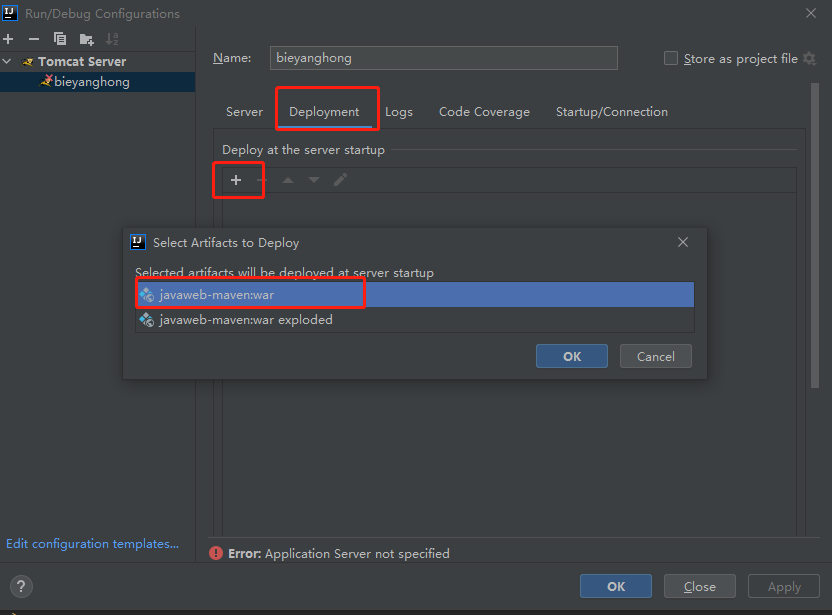 Run/Debug Configurations
Tomcat Server
bieyanghong
Name:
bieyanghong
Store as project file
Server Deployment Logs Code Coverage Startup/Connection
Deploy at the server startup
Select Artifacts to Deploy
Selected artifacts will be deployed at server startup
javaweb-maven:war
javaweb-maven:war exploded
OK Cancel
Edit configuration templates...
Error: Application Server not specified
? OK Close Apply